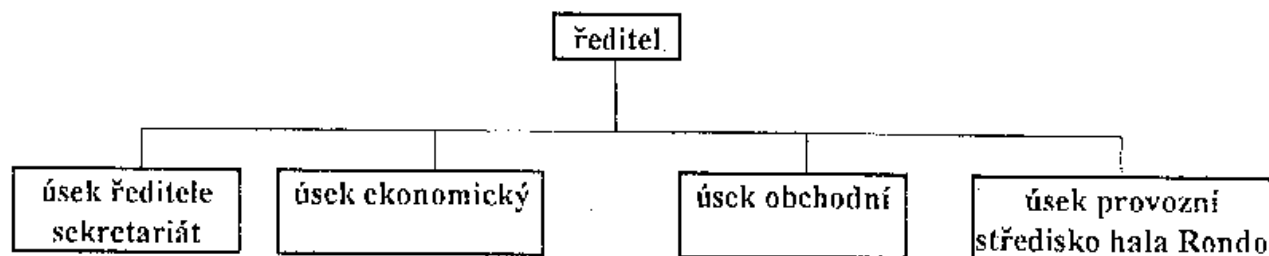 ředitel
úsek ředitele
sekretariát
úsek ekonomický
úsek obchodní
úsek provozní
středisko hala Rondo